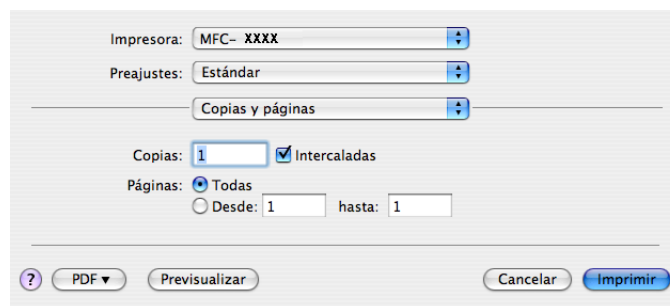 Impresora: MFC- XXXX
Preajustes: Estándar
Copias y páginas
Copias: 1 Intercaladas
Páginas: Todas
Desde: 1 hasta: 1
? PDF Previsualizar Cancelar Imprimir